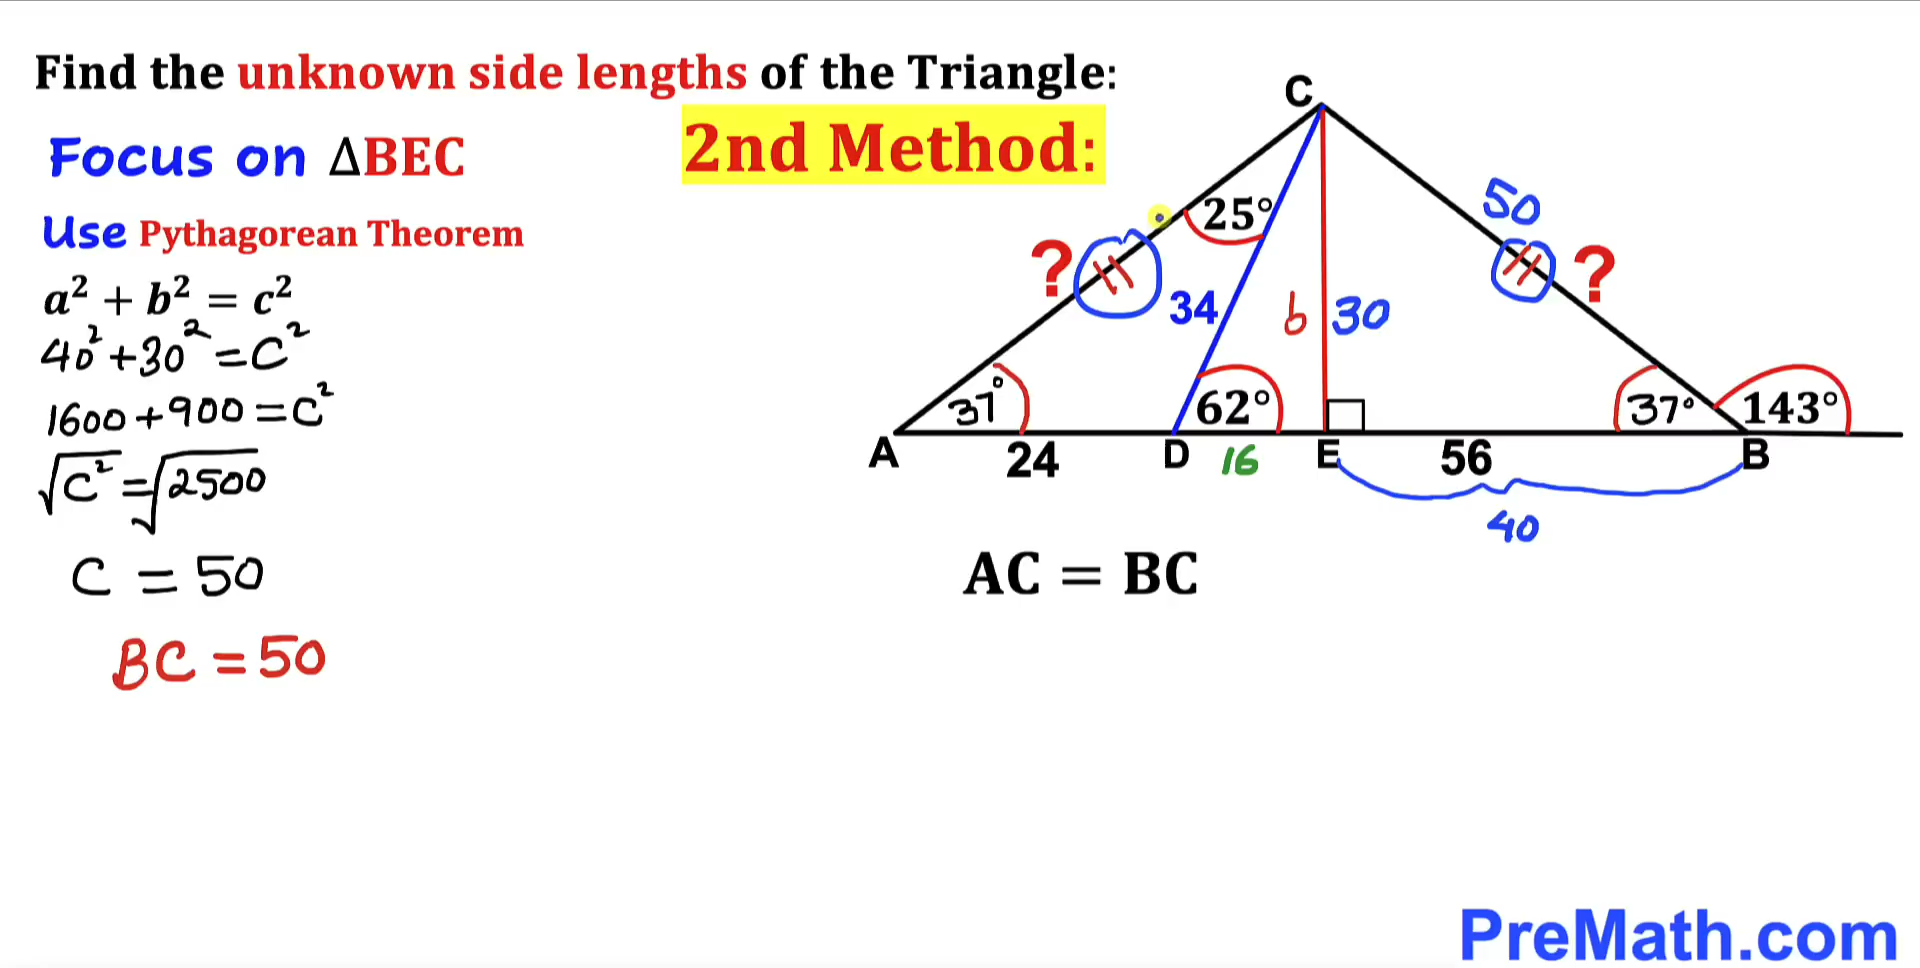 Find the unknown side lengths of the Triangle:
2nd Method:
Focus on ΔBEC
Use Pythagorean Theorem
a² + b² = c²
40² + 30² = C²
1600 + 900 = C²
√C² = √2500
C = 50
BC = 50
C
25°
50
?
?
34
b
30
37°
62°
37°
143°
A
24
D
16
E
56
B
40
AC = BC
PreMath.com